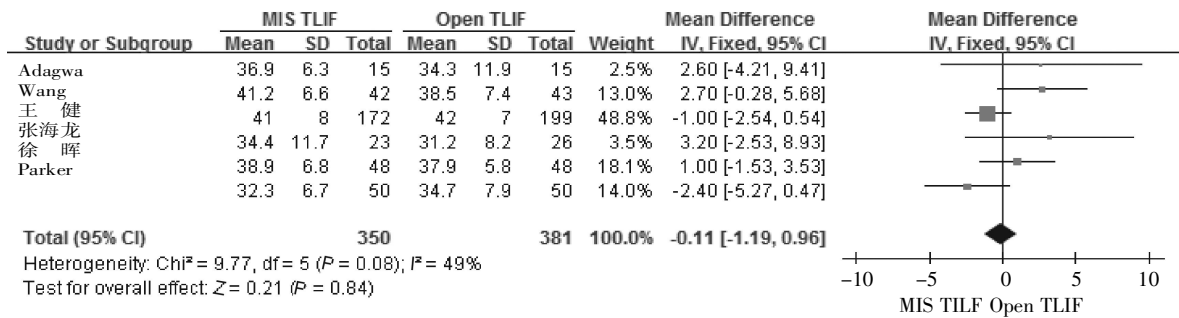 MIS TLIF Open TLIF Mean Difference Mean Difference
Study or Subgroup Mean SD Total Mean SD Total Weight IV, Fixed, 95% CI IV, Fixed, 95% CI
Adagwa 36.9 6.3 15 34.3 11.9 15 2.5% 2.60 [-4.21, 9.41]
Wang 41.2 6.6 42 38.5 7.4 43 13.0% 2.70 [-0.28, 5.68]
王 健 41 8 172 42 7 199 48.8% -1.00 [-2.54, 0.54]
张海龙 34.4 11.7 23 31.2 8.2 26 3.5% 3.20 [-2.53, 8.93]
徐 晖 38.9 6.8 48 37.9 5.8 48 18.1% 1.00 [-1.53, 3.53]
Parker 32.3 6.7 50 34.7 7.9 50 14.0% -2.40 [-5.27, 0.47]
Total (95% CI) 350 381 100.0% -0.11 [-1.19, 0.96]
Heterogeneity: Chi² = 9.77, df = 5 (P = 0.08); I² = 49%
Test for overall effect: Z = 0.21 (P = 0.84)
−10 −5 0 5 10
MIS TILF Open TLIF